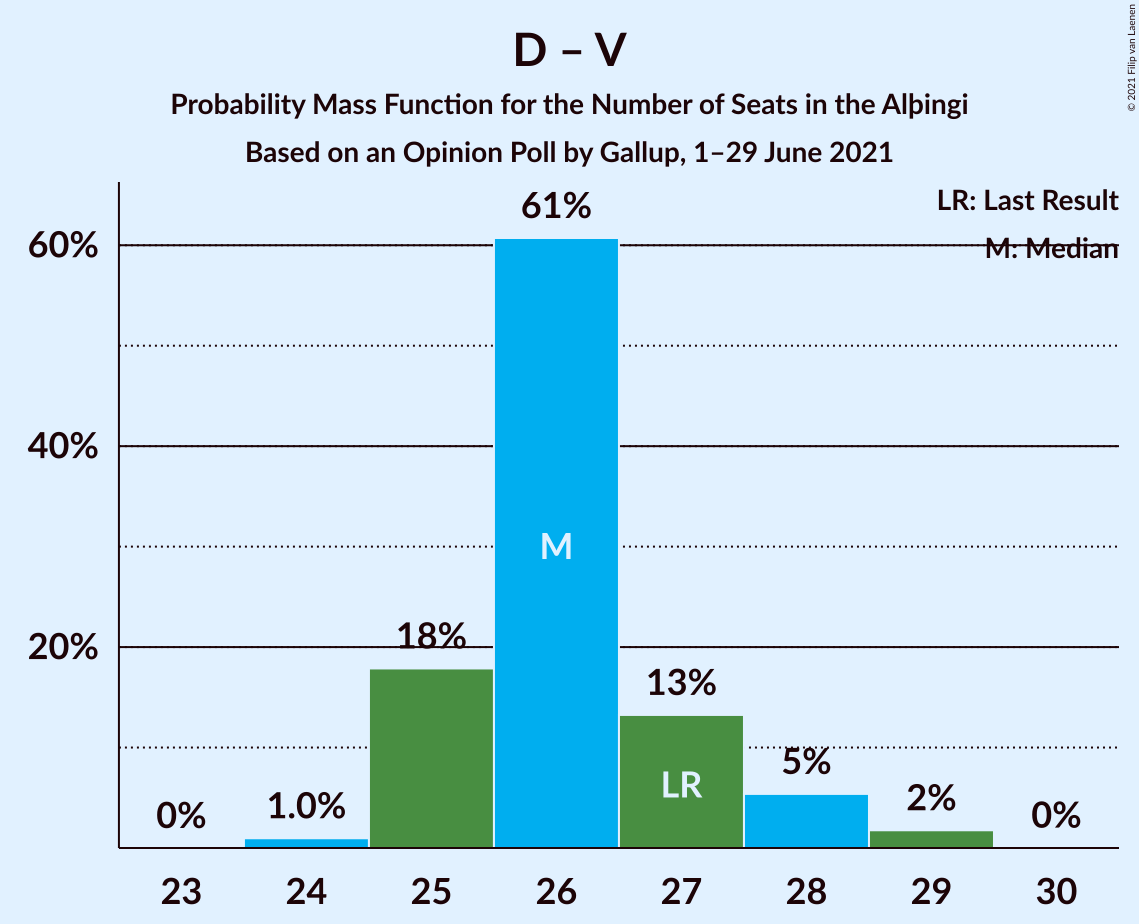 D – V
Probability Mass Function for the Number of Seats in the Alþingi
Based on an Opinion Poll by Gallup, 1–29 June 2021
© 2021 Filip van Laenen
LR: Last Result
M: Median
60%
40%
20%
0%
1.0%
18%
61%
13%
5%
2%
0%
M
LR
23
24
25
26
27
28
29
30